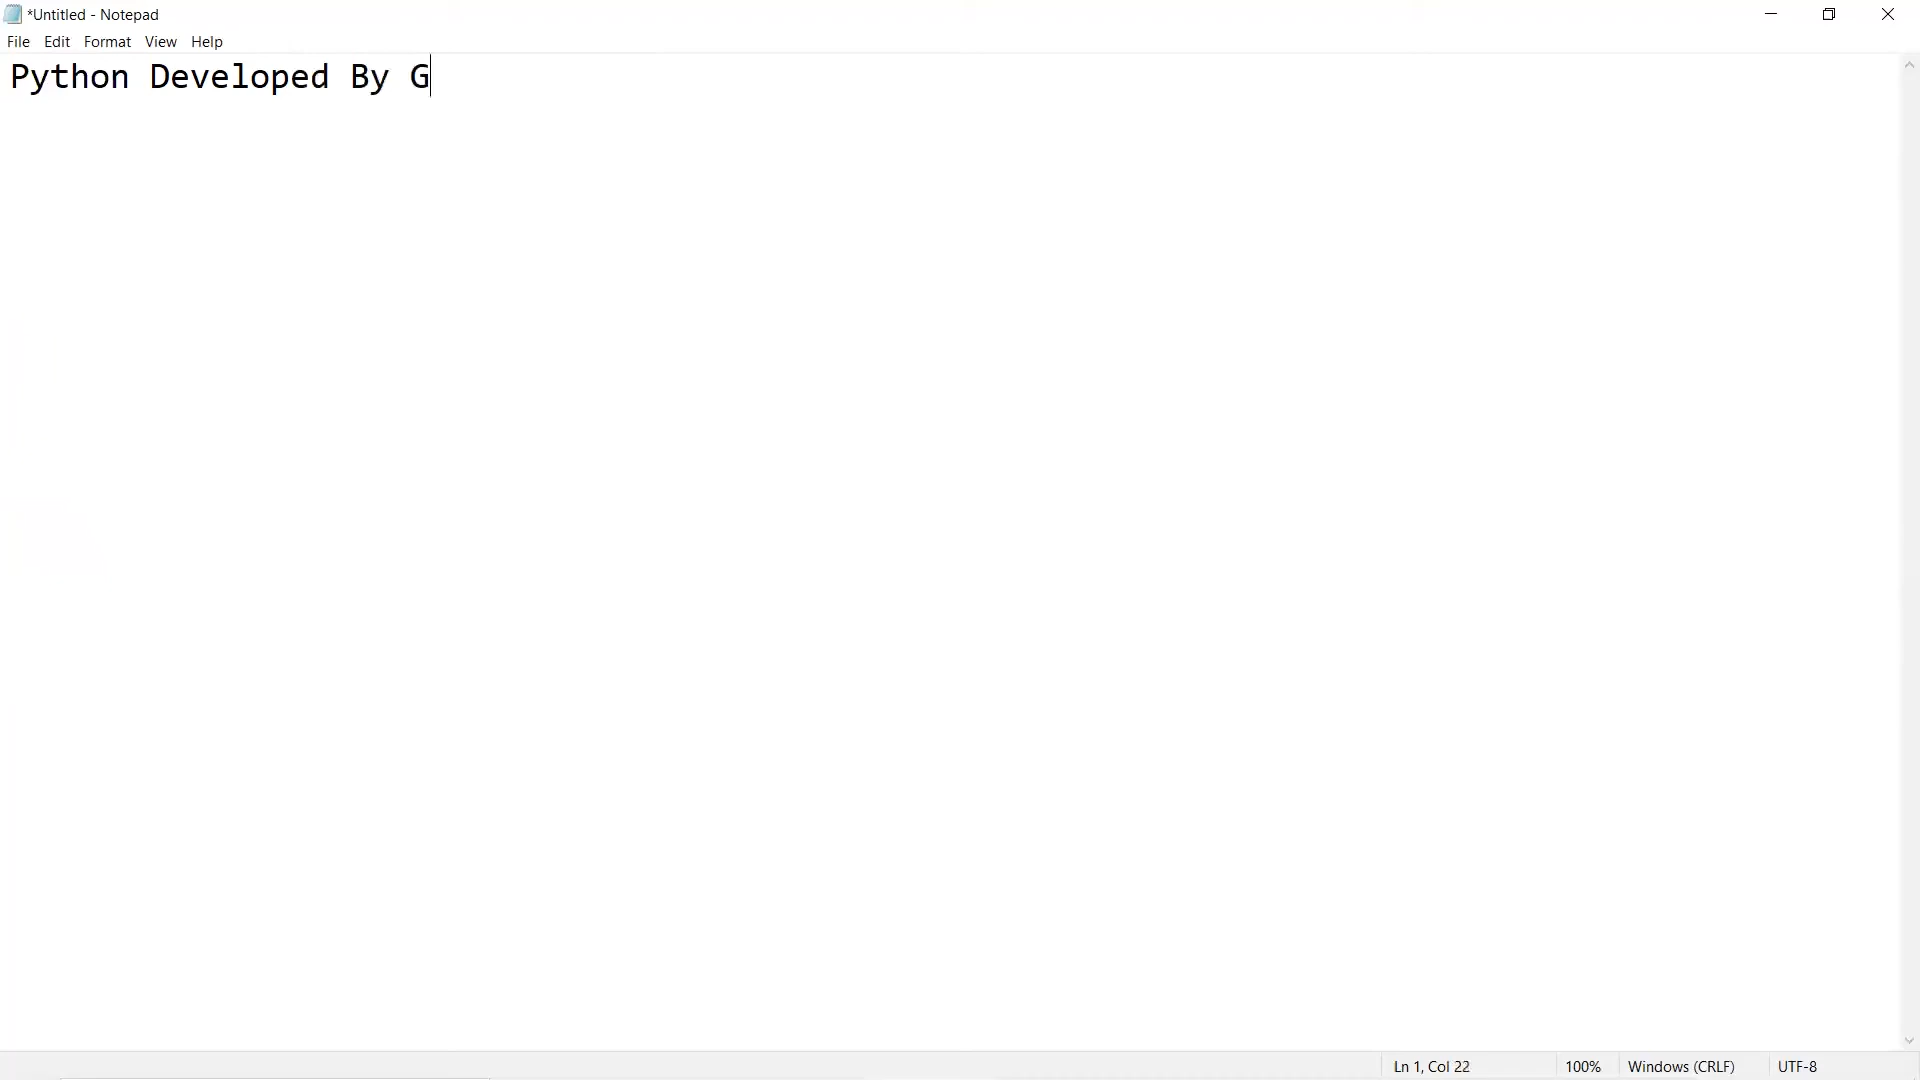 *Untitled - Notepad
File Edit Format View Help
Python Developed By G
Ln 1, Col 22 100% Windows (CRLF) UTF-8